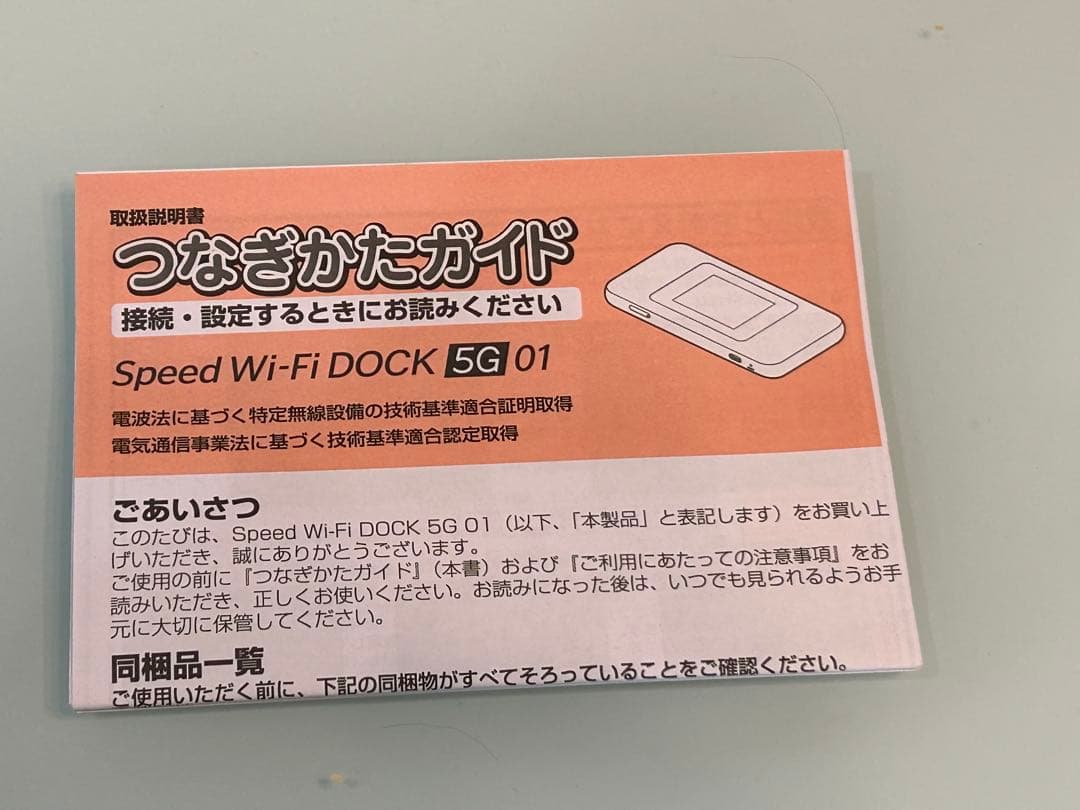 取扱説明書
つなぎかたガイド
接続・設定するときにお読みください
Speed Wi-Fi DOCK 5G 01
電波法に基づく特定無線設備の技術基準適合証明取得
電気通信事業法に基づく技術基準適合認定取得
ごあいさつ
このたびは、Speed Wi-Fi DOCK 5G 01（以下、「本製品」と表記します）をお買い上
げいただき、誠にありがとうございます。
ご使用の前に『つなぎかたガイド』（本書）および『ご利用にあたっての注意事項』をお
読みいただき、正しくお使いください。お読みになった後は、いつでも見られるようお手
元に大切に保管してください。
同梱品一覧
ご使用いただく前に、下記の同梱物がすべてそろっていることをご確認ください。